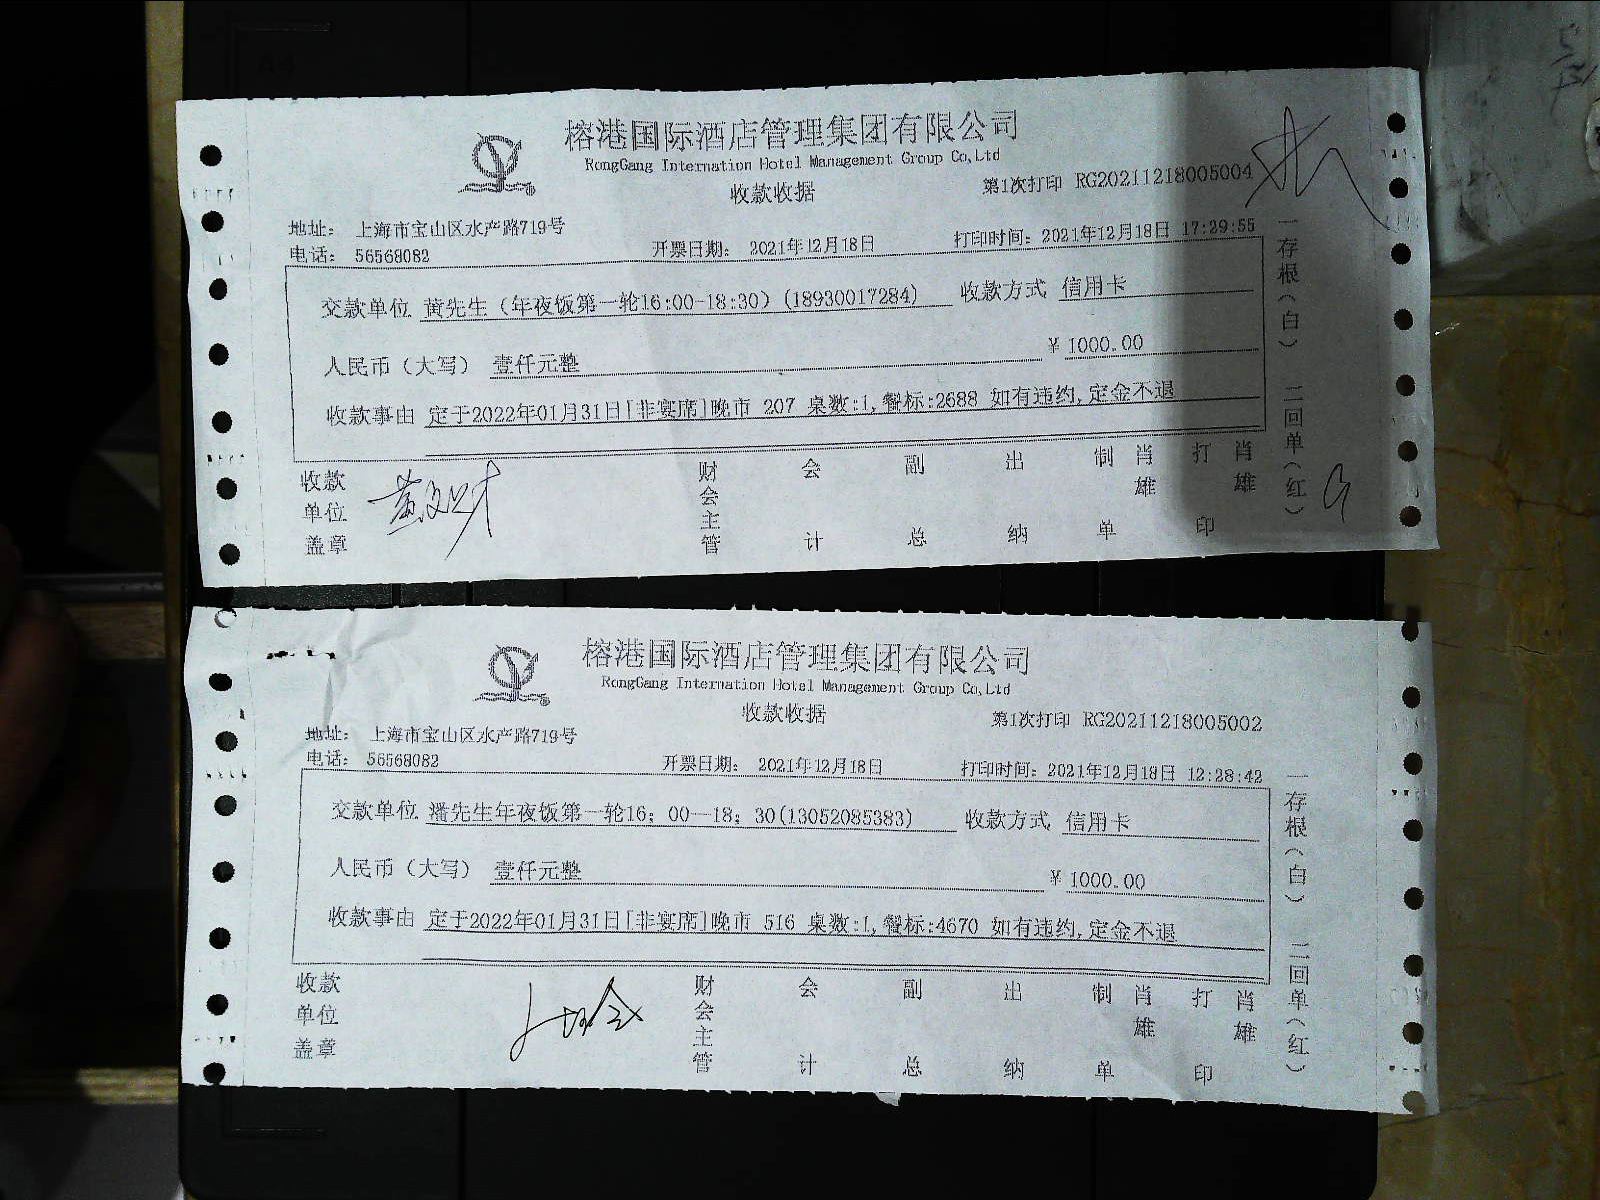 榕港国际酒店管理集团有限公司
RongGang Internation Hotel Management Group Co,Ltd
收款收据
第1次打印 RG20211218005004
地址： 上海市宝山区水产路719号
电话： 56568082 开票日期： 2021年12月18日 打印时间：2021年12月18日 17:29:55
交款单位 黄先生（年夜饭第一轮16:00-18:30）(18930017284) 收款方式 信用卡
人民币（大写） 壹仟元整 ¥ 1000.00
收款事由 定于2022年01月31日[非宴席]晚市 207 桌数:1,餐标:2688 如有违约,定金不退
收款单位盖章 财会主管 会计 副总 出纳 制单 肖雄 打印 肖雄
一存根（白） 二回单（红）
榕港国际酒店管理集团有限公司
RongGang Internation Hotel Management Group Co,Ltd
收款收据
第1次打印 RG20211218005002
地址： 上海市宝山区水产路719号
电话： 56568082 开票日期： 2021年12月18日 打印时间：2021年12月18日 12:28:42
交款单位 潘先生年夜饭第一轮16；00—18；30(13052085383) 收款方式 信用卡
人民币（大写） 壹仟元整 ¥ 1000.00
收款事由 定于2022年01月31日[非宴席]晚市 516 桌数:1,餐标:4670 如有违约,定金不退
收款单位盖章 财会主管 会计 副总 出纳 制单 肖雄 打印 肖雄
一存根（白） 二回单（红）